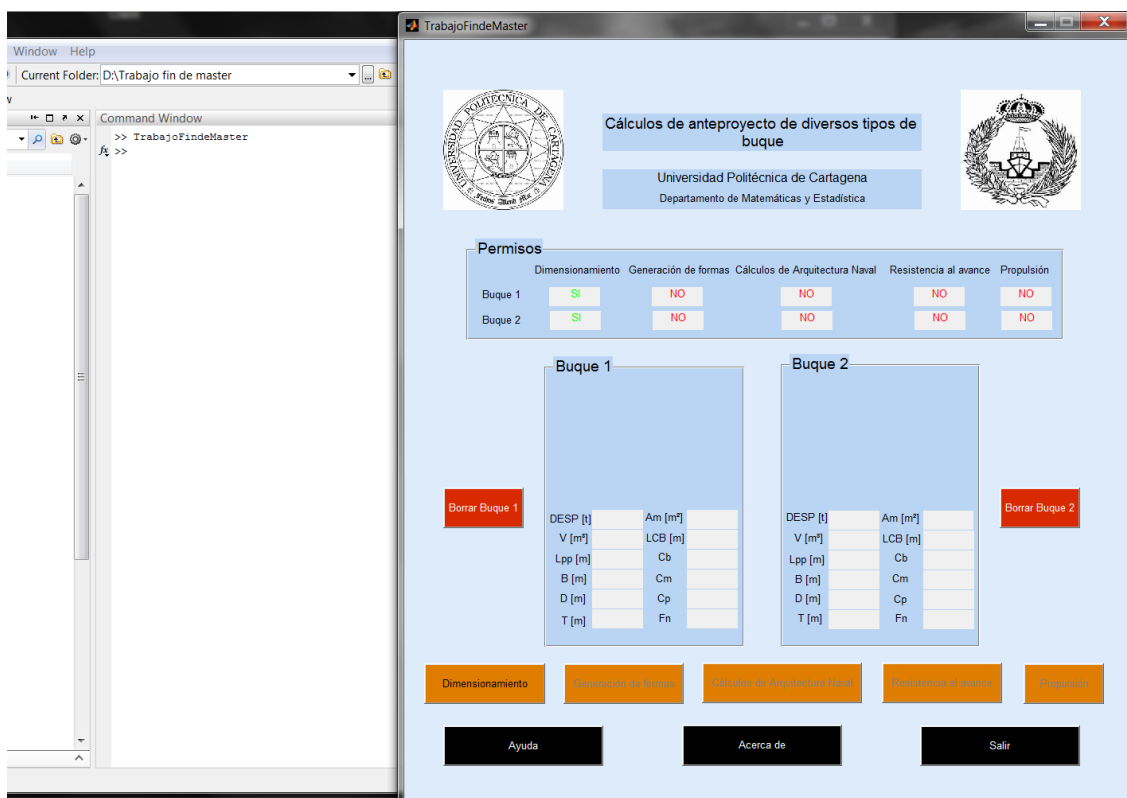 TrabajoFindeMaster
Window Help
Current Folder: D:\Trabajo fin de master
Command Window
>> TrabajoFindeMaster
fx >>
UNIVERSIDAD POLITECNICA DE CARTAGENA
Cálculos de anteproyecto de diversos tipos de
buque
Universidad Politécnica de Cartagena
Departamento de Matemáticas y Estadística
Permisos
Dimensionamiento Generación de formas Cálculos de Arquitectura Naval Resistencia al avance Propulsión
Buque 1 SI NO NO NO NO
Buque 2 SI NO NO NO NO
Buque 1
Borrar Buque 1
DESP [t] Am [m²]
V [m³] LCB [m]
Lpp [m] Cb
B [m] Cm
D [m] Cp
T [m] Fn
Buque 2
Borrar Buque 2
DESP [t] Am [m²]
V [m³] LCB [m]
Lpp [m] Cb
B [m] Cm
D [m] Cp
T [m] Fn
Dimensionamiento Generación de formas Cálculos de Arquitectura Naval Resistencia al avance Propulsión
Ayuda Acerca de Salir